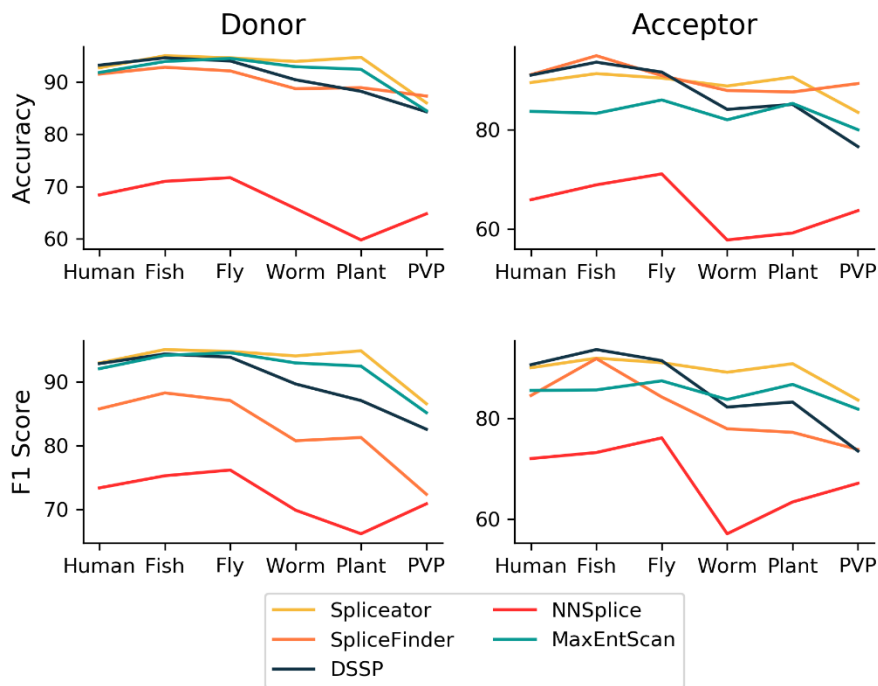 Donor
Acceptor
Accuracy
90
80
70
60
Human Fish Fly Worm Plant PVP
80
60
Human Fish Fly Worm Plant PVP
F1 Score
90
80
70
Human Fish Fly Worm Plant PVP
80
60
Human Fish Fly Worm Plant PVP
Spliceator
SpliceFinder
DSSP
NNSplice
MaxEntScan